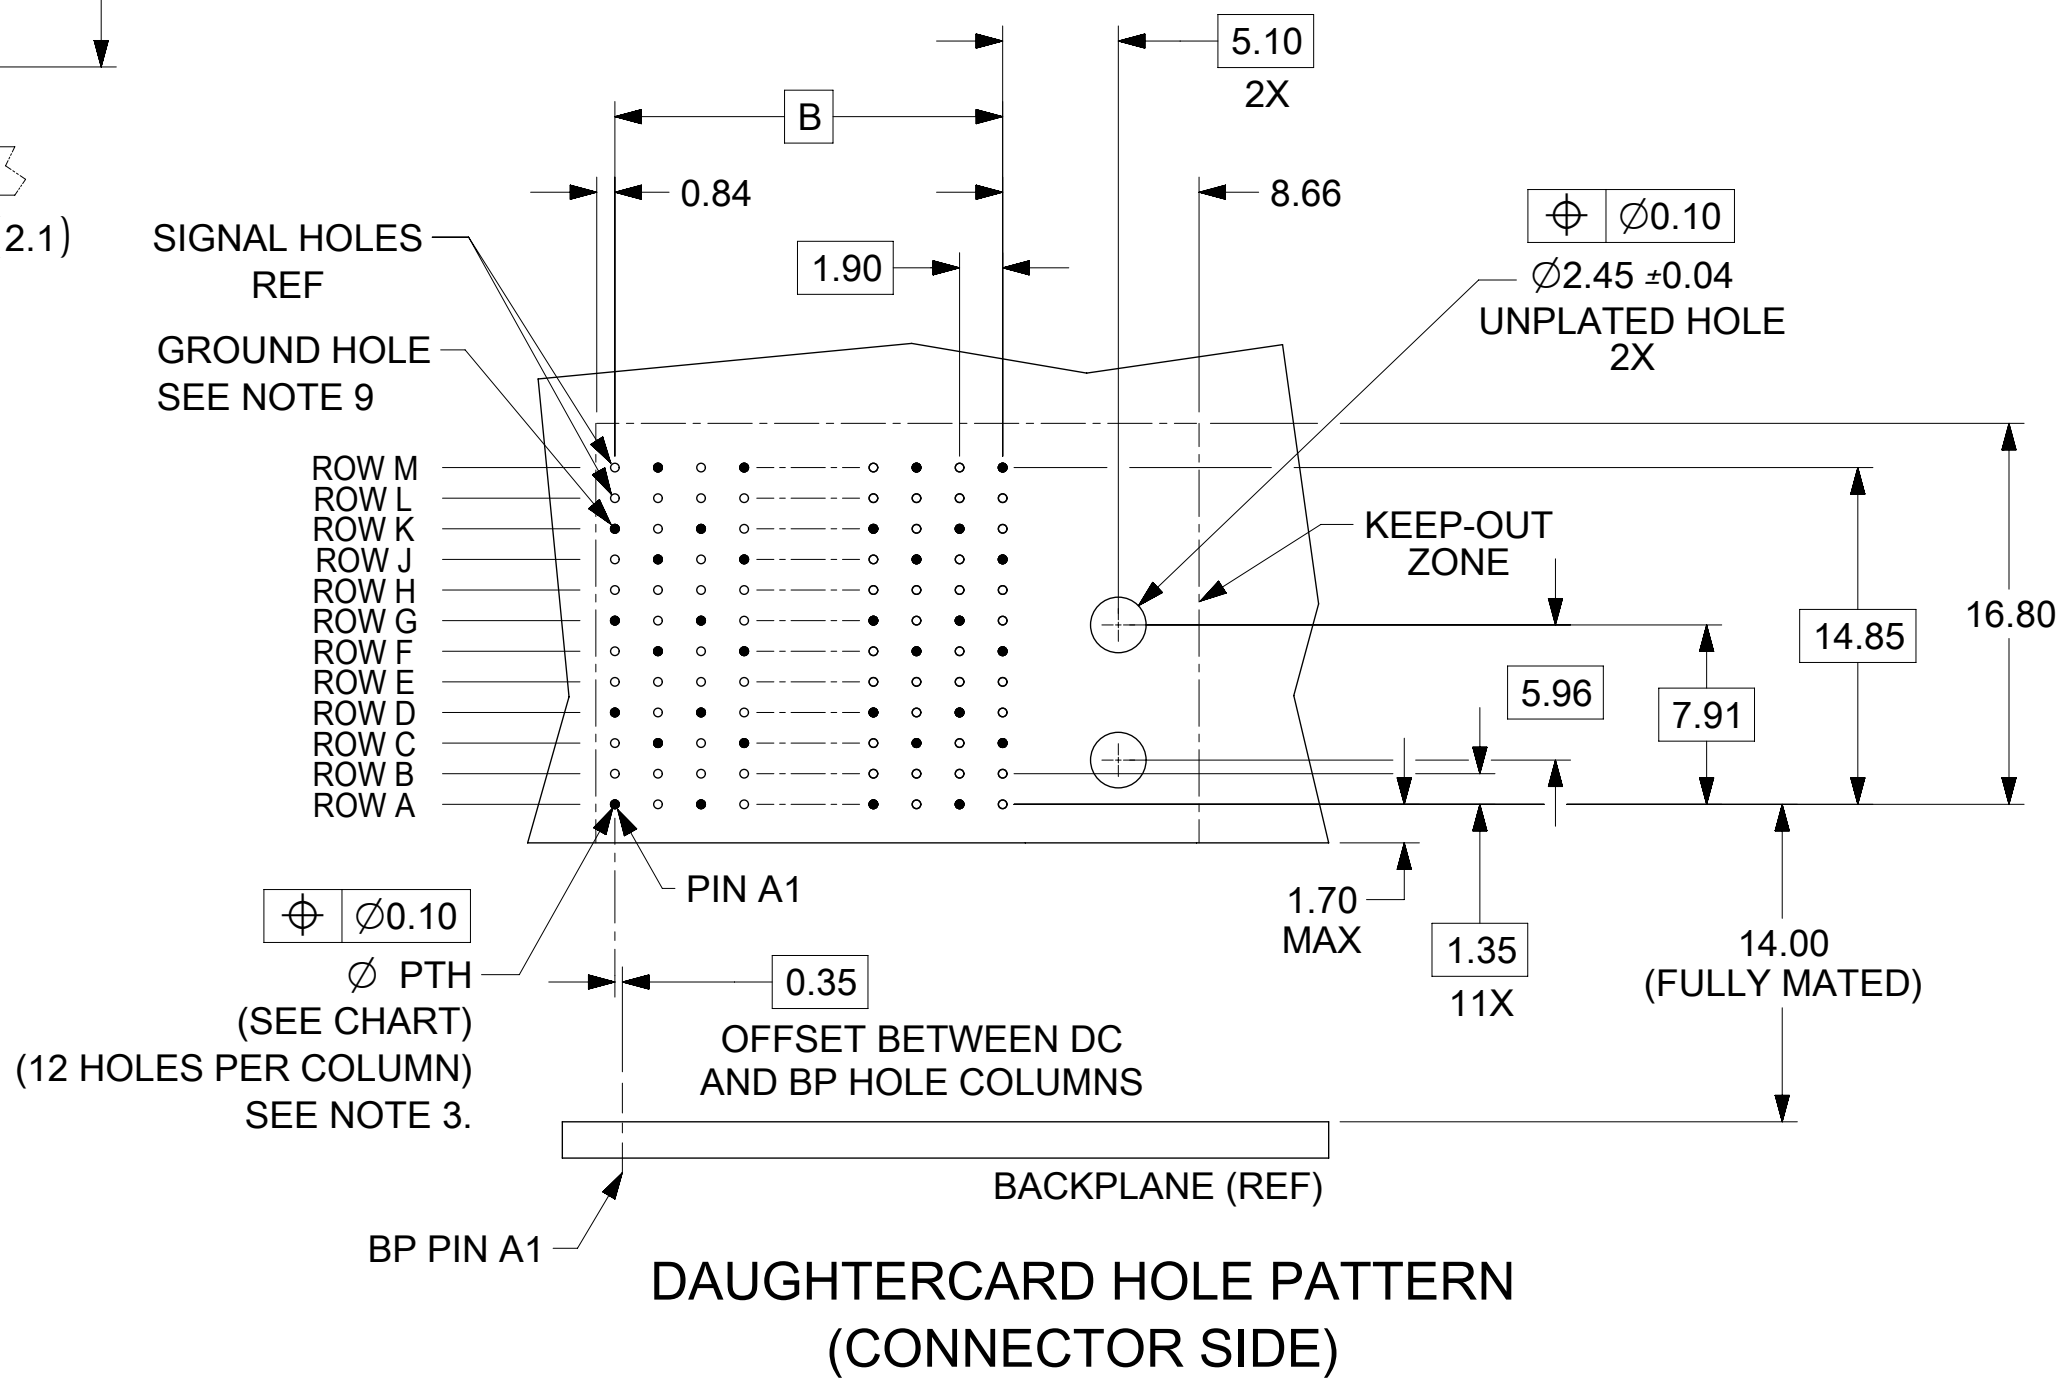 5.10
2X
B
0.84
8.66
2.1)
SIGNAL HOLES
REF
1.90
⌖ ∅0.10
∅2.45 ±0.04
UNPLATED HOLE
2X
GROUND HOLE
SEE NOTE 9
ROW M
ROW L
ROW K
ROW J
ROW H
ROW G
ROW F
ROW E
ROW D
ROW C
ROW B
ROW A
KEEP-OUT
ZONE
16.80
14.85
5.96
7.91
PIN A1
⌖ ∅0.10
∅ PTH
(SEE CHART)
(12 HOLES PER COLUMN)
SEE NOTE 3.
1.70
MAX
1.35
11X
14.00
(FULLY MATED)
0.35
OFFSET BETWEEN DC
AND BP HOLE COLUMNS
BACKPLANE (REF)
BP PIN A1
DAUGHTERCARD HOLE PATTERN
(CONNECTOR SIDE)